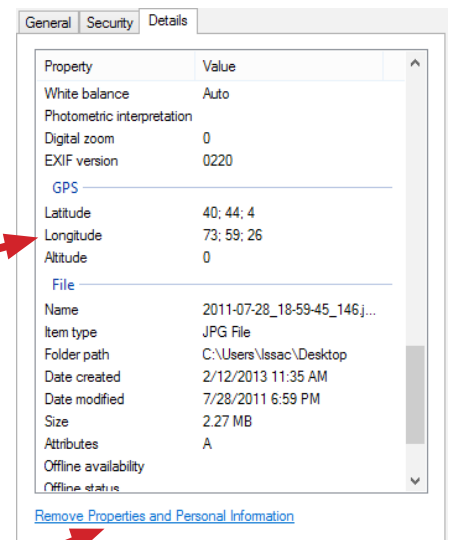 General Security Details
Property Value
White balance Auto
Photometric interpretation
Digital zoom 0
EXIF version 0220
GPS
Latitude 40; 44; 4
Longitude 73; 59; 26
Altitude 0
File
Name 2011-07-28_18-59-45_146.j...
Item type JPG File
Folder path C:\Users\Issac\Desktop
Date created 2/12/2013 11:35 AM
Date modified 7/28/2011 6:59 PM
Size 2.27 MB
Attributes A
Offline availability
Offline status
Remove Properties and Personal Information